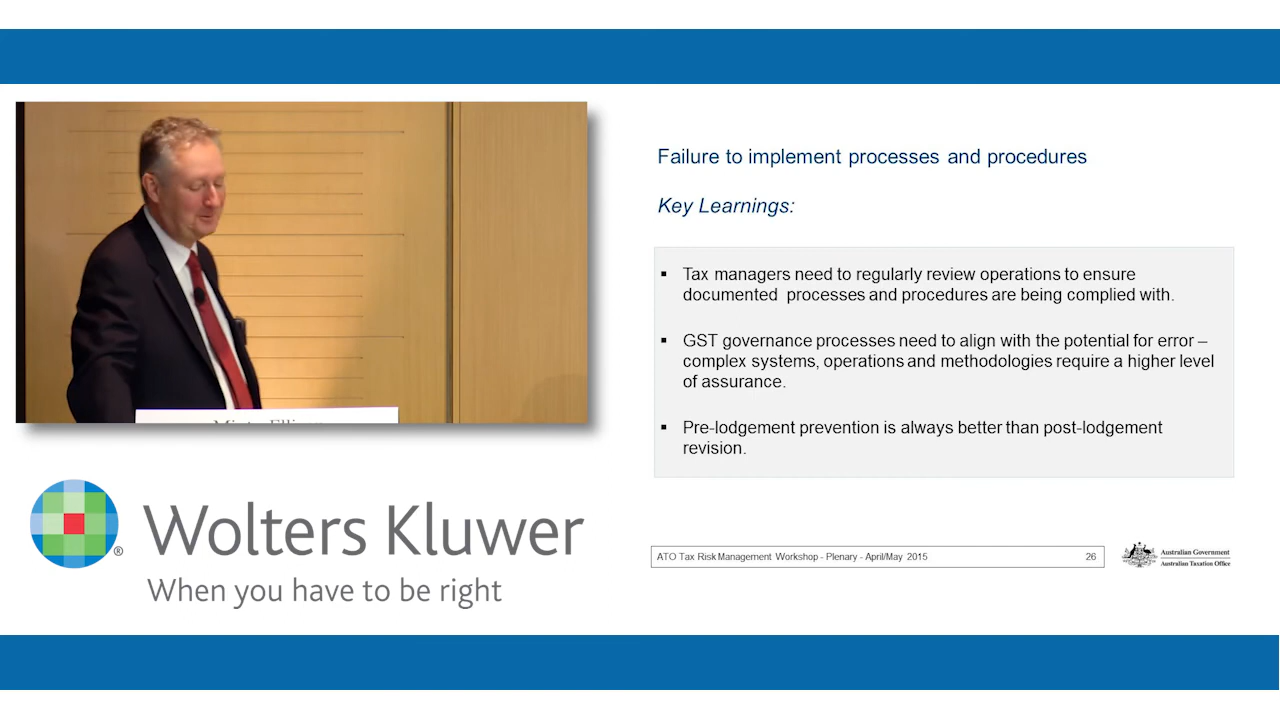 Failure to implement processes and procedures
Key Learnings:
▪ Tax managers need to regularly review operations to ensure
documented processes and procedures are being complied with.
▪ GST governance processes need to align with the potential for error –
complex systems, operations and methodologies require a higher level
of assurance.
▪ Pre-lodgement prevention is always better than post-lodgement
revision.
Wolters Kluwer
®
When you have to be right
ATO Tax Risk Management Workshop - Plenary - April/May 2015 26
Australian Government
Australian Taxation Office